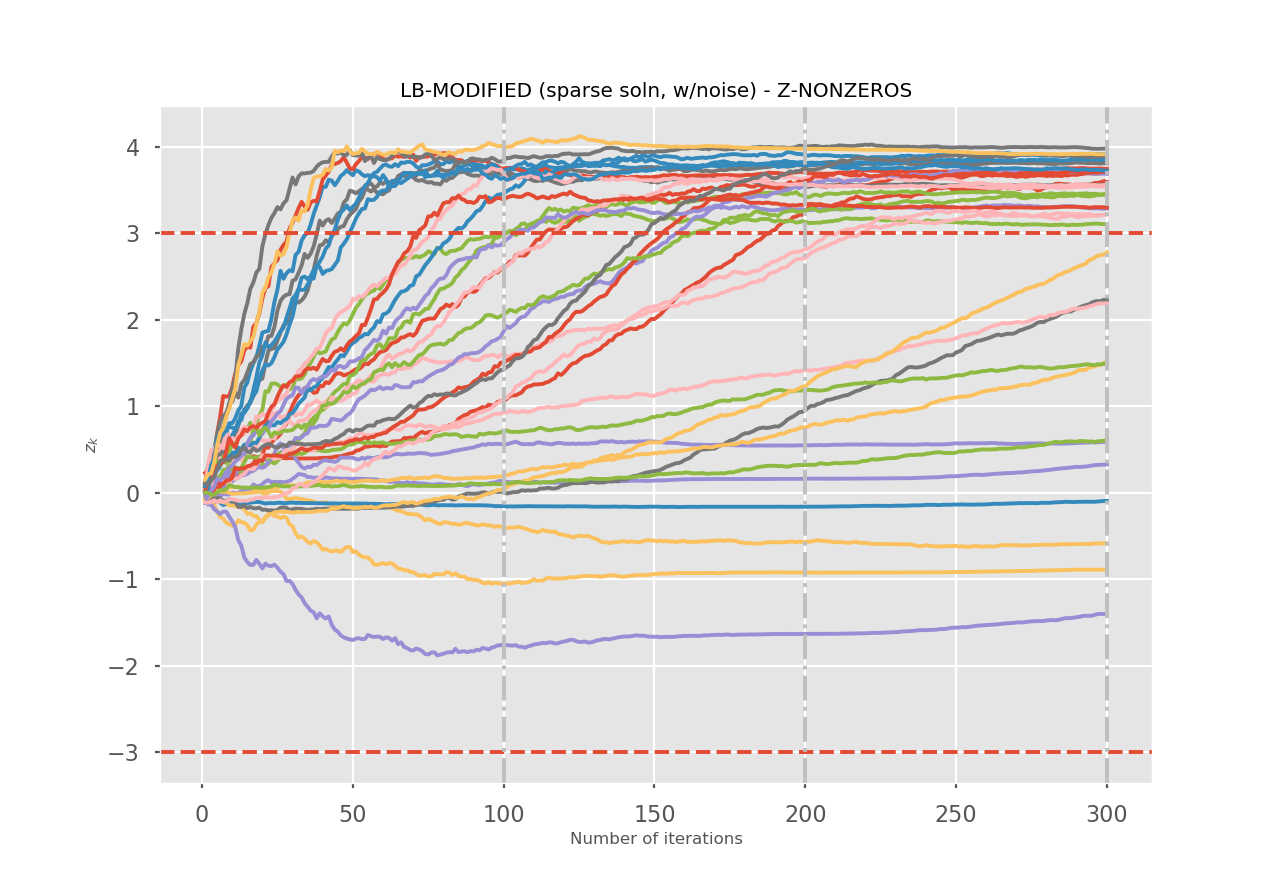 LB-MODIFIED (sparse soln, w/noise) - Z-NONZEROS
4
3
2
1
0
−1
−2
−3
z_k
0 50 100 150 200 250 300
Number of iterations